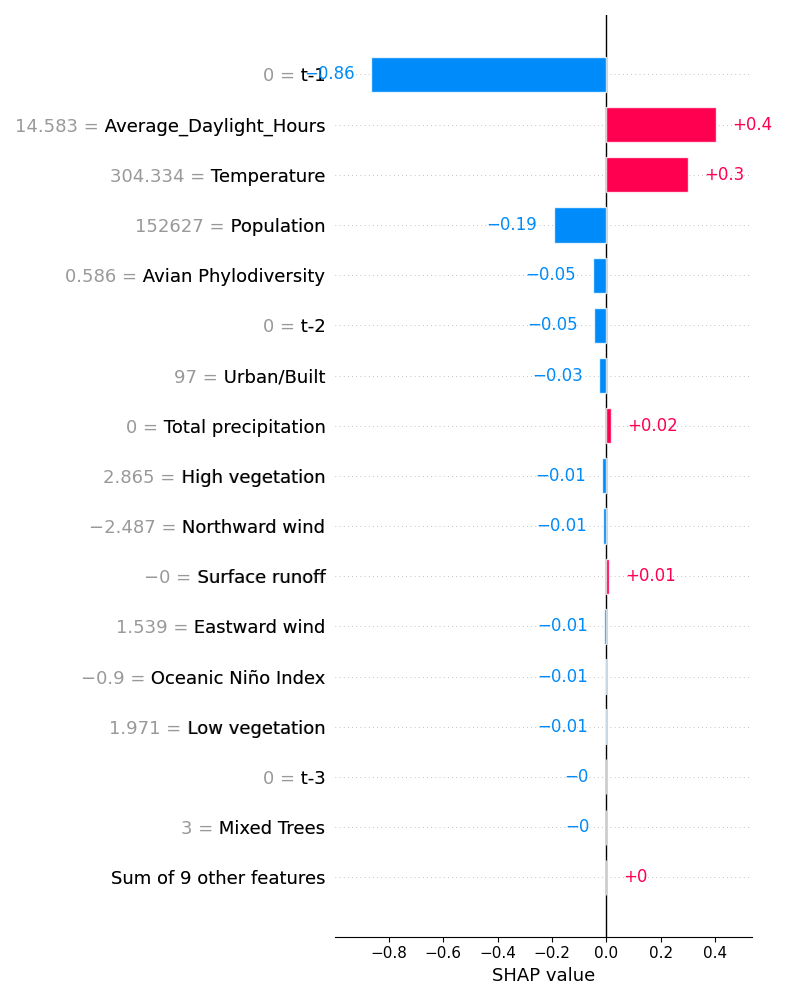 0 = t-1 −0.86
14.583 = Average_Daylight_Hours +0.4
304.334 = Temperature +0.3
152627 = Population −0.19
0.586 = Avian Phylodiversity −0.05
0 = t-2 −0.05
97 = Urban/Built −0.03
0 = Total precipitation +0.02
2.865 = High vegetation −0.01
−2.487 = Northward wind −0.01
−0 = Surface runoff +0.01
1.539 = Eastward wind −0.01
−0.9 = Oceanic Niño Index −0.01
1.971 = Low vegetation −0.01
0 = t-3 −0
3 = Mixed Trees −0
Sum of 9 other features +0
−0.8 −0.6 −0.4 −0.2 0.0 0.2 0.4
SHAP value